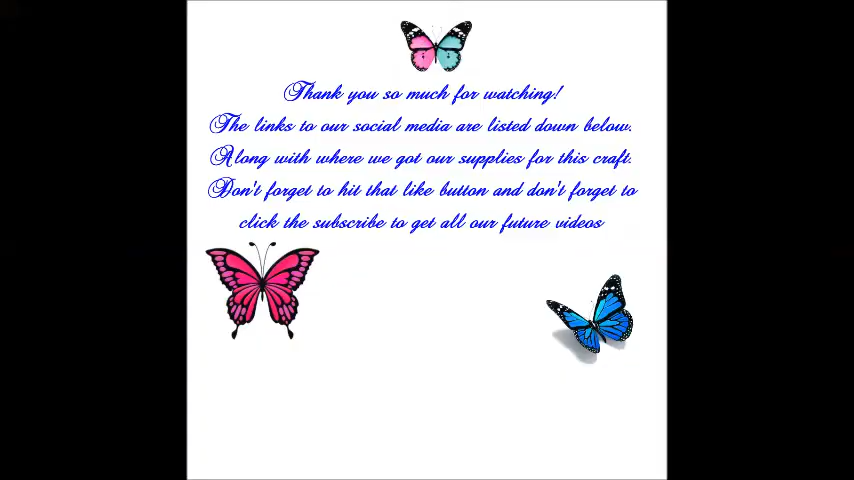 Thank you so much for watching!
The links to our social media are listed down below.
Along with where we got our supplies for this craft.
Don't forget to hit that like button and don't forget to
click the subscribe to get all our future videos